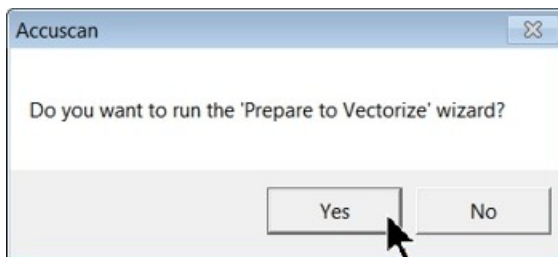 Accuscan
Do you want to run the 'Prepare to Vectorize' wizard?
Yes
No